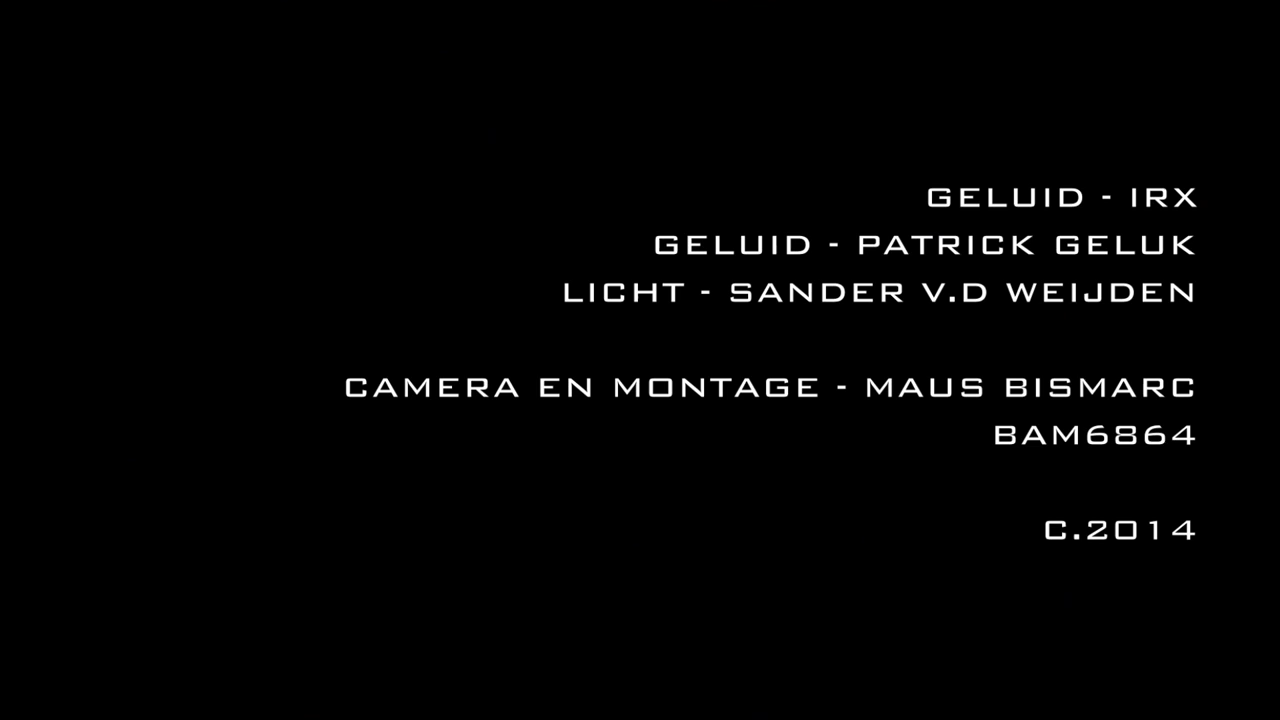 GELUID - IRX
GELUID - PATRICK GELUK
LICHT - SANDER V.D WEIJDEN
CAMERA EN MONTAGE - MAUS BISMARC
BAM6864
C.2014